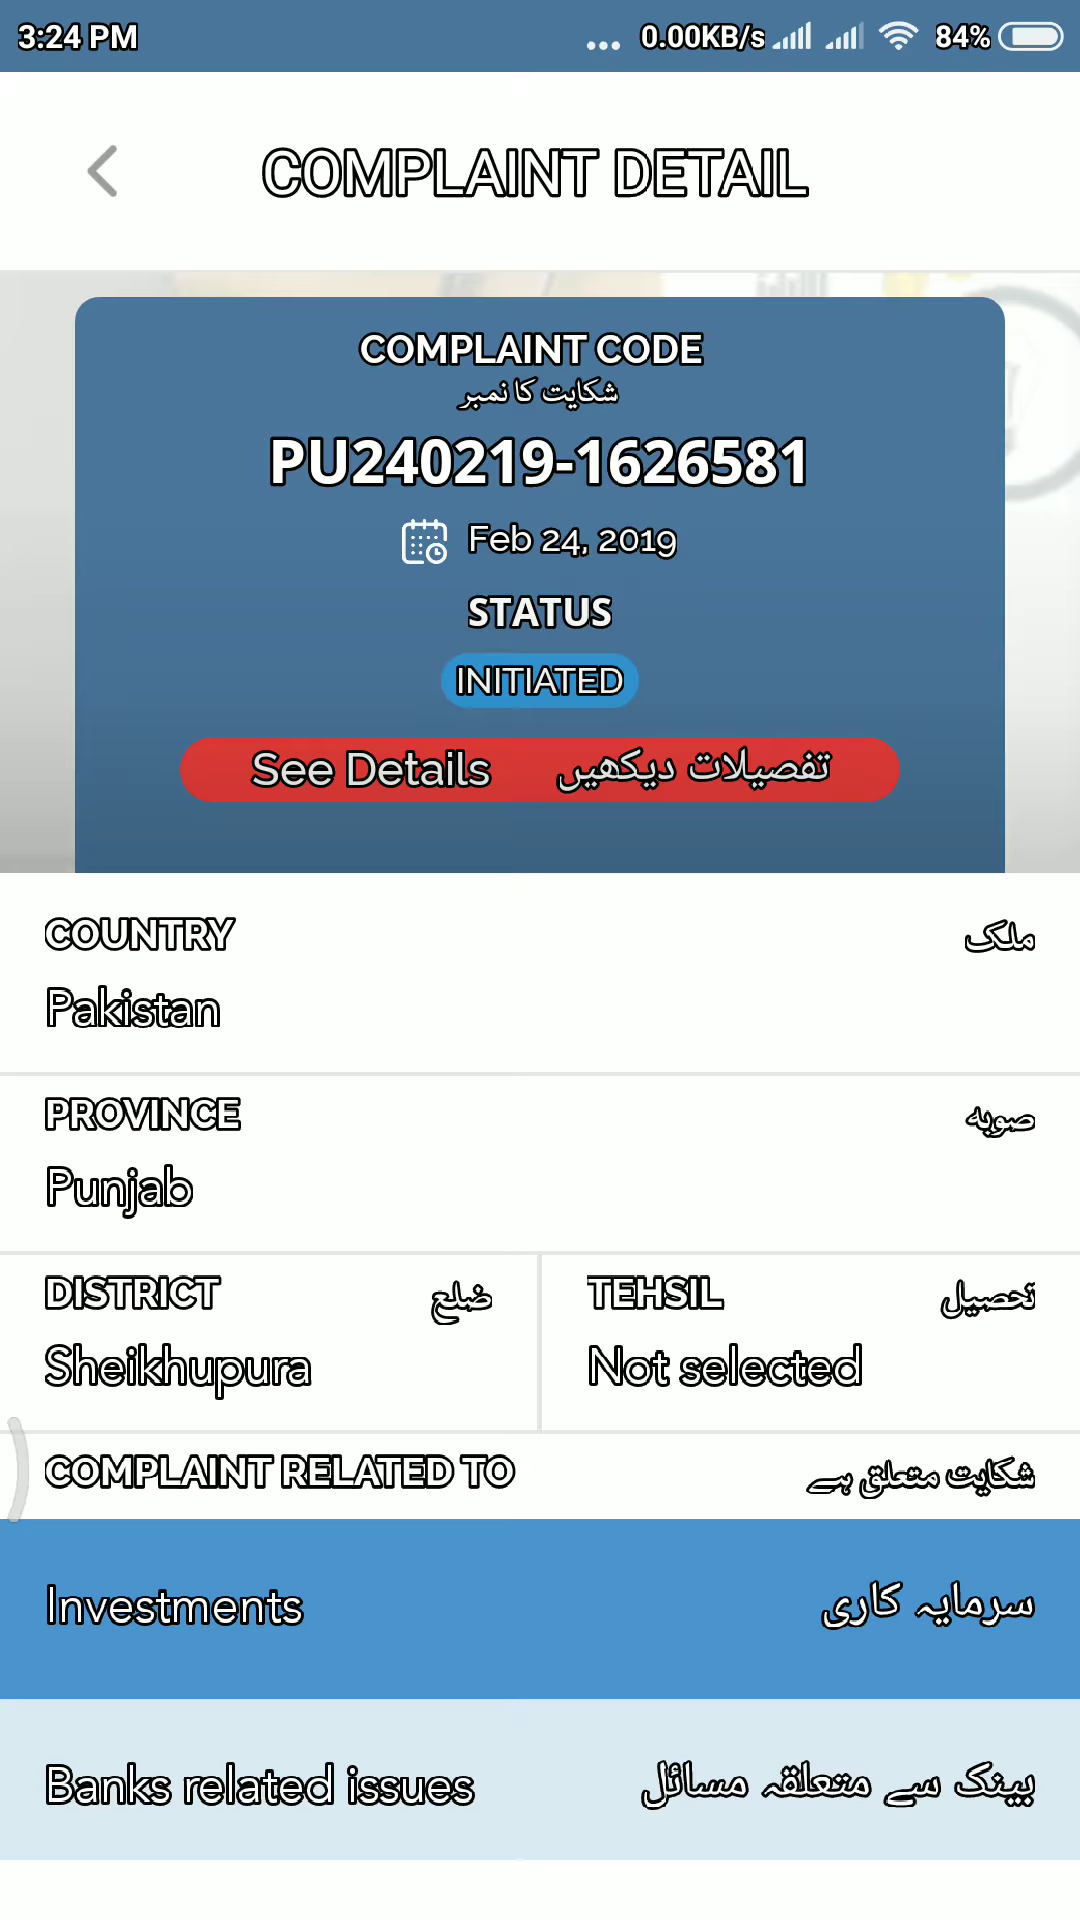 3:24 PM ... 0.00KB/s 84%
COMPLAINT DETAIL
COMPLAINT CODE
شکایت کا نمبر
PU240219-1626581
Feb 24, 2019
STATUS
INITIATED
See Details تفصیلات دیکھیں
COUNTRY ملک
Pakistan
PROVINCE صوبہ
Punjab
DISTRICT ضلع TEHSIL تحصیل
Sheikhupura Not selected
COMPLAINT RELATED TO شکایت متعلق ہے
Investments سرمایہ کاری
Banks related issues بینک سے متعلقہ مسائل